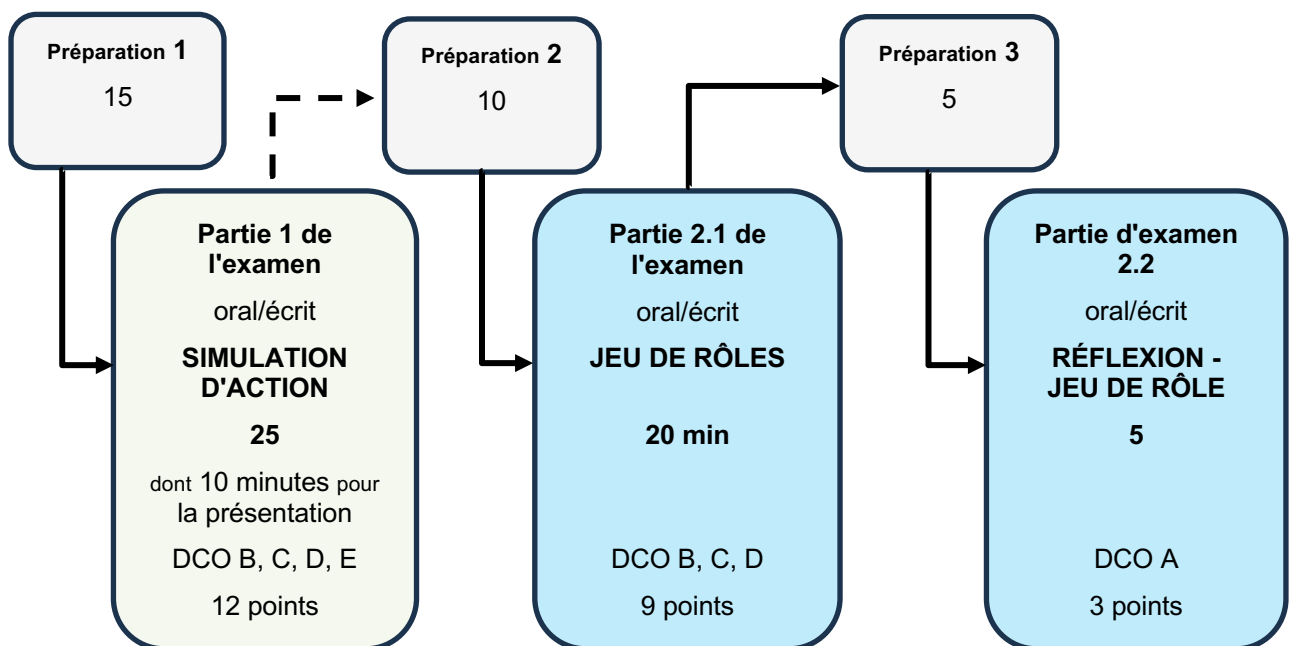 Préparation 1
15
Préparation 2
10
Préparation 3
5
Partie 1 de
l'examen
oral/écrit
SIMULATION
D'ACTION
25
dont 10 minutes pour
la présentation
DCO B, C, D, E
12 points
Partie 2.1 de
l'examen
oral/écrit
JEU DE RÔLES
20 min
DCO B, C, D
9 points
Partie d'examen
2.2
oral/écrit
RÉFLEXION -
JEU DE RÔLE
5
DCO A
3 points